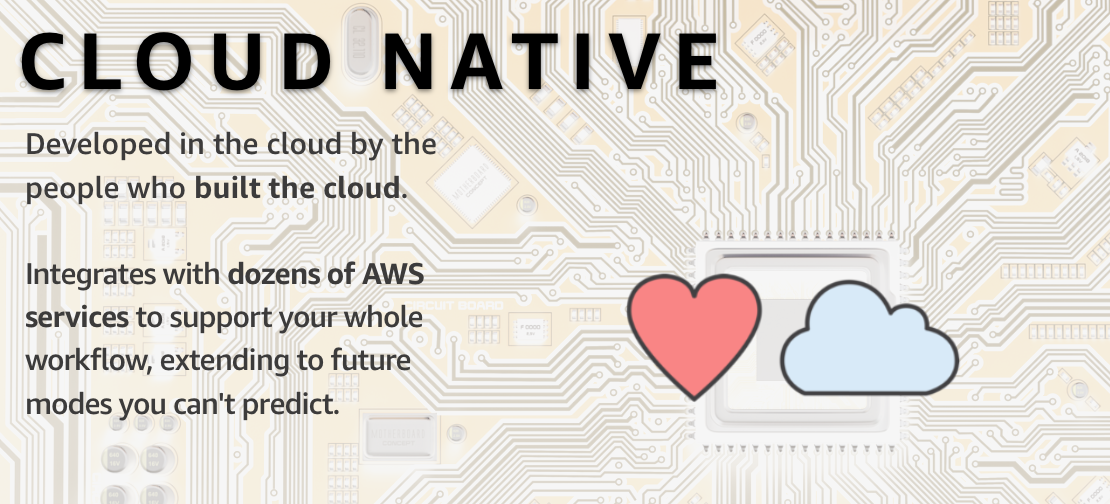 CLOUD NATIVE
Developed in the cloud by the
people who built the cloud.
Integrates with dozens of AWS
services to support your whole
workflow, extending to future
modes you can't predict.